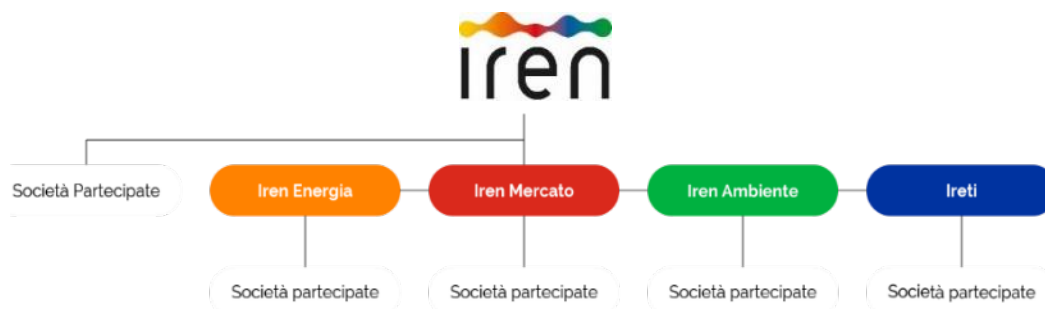 iren
Società Partecipate
Iren Energia
Iren Mercato
Iren Ambiente
Ireti
Società partecipate
Società partecipate
Società partecipate
Società partecipate